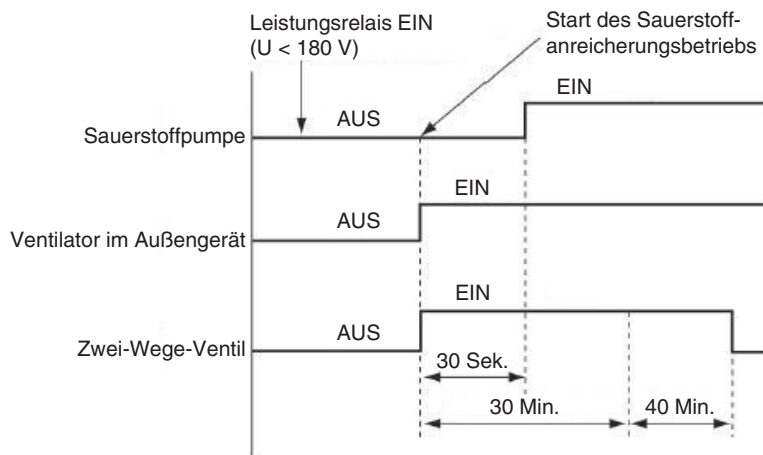 Leistungsrelais EIN
(U < 180 V)
Start des Sauerstoff-
anreicherungsbetriebs
EIN
AUS
Sauerstoffpumpe
EIN
AUS
Ventilator im Außengerät
EIN
AUS
Zwei-Wege-Ventil
30 Sek.
30 Min.
40 Min.